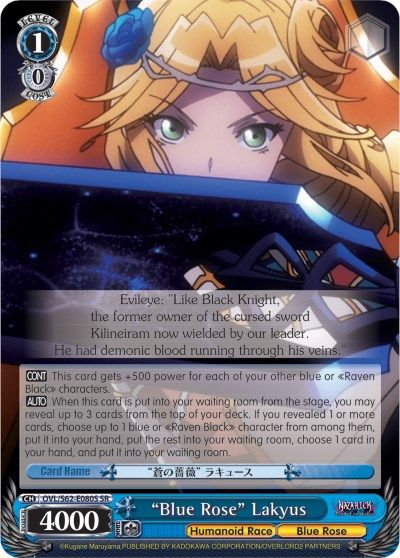 LEVEL
1
0
COST
Evileye: "Like Black Knight,
the former owner of the cursed sword
Kilineiram now wielded by our leader.
He had demonic blood running through his veins."
CONT This card gets +500 power for each of your other blue or «Raven
Black» characters.
AUTO When this card is put into your waiting room from the stage, you may
reveal up to 3 cards from the top of your deck. If you revealed 1 or more
cards, choose up to 1 blue or «Raven Black» character from among them,
put it into your hand, put the rest into your waiting room, choose 1 card in
your hand, and put it into your waiting room.
Card Name
"蒼の薔薇" ラキュース
CH OVL/S62-E080S SR
POWER
4000
SOUL
"Blue Rose" Lakyus
NAZARICK
Humanoid Race
Blue Rose
©Kugane Maruyama,PUBLISHED BY KADOKAWA CORPORATION/OVERLORD2 PARTNERS